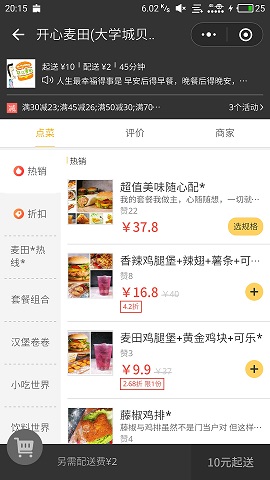 20:15
6.02 K/s
25
开心麦田(大学城贝..
起送 ¥10 | 配送 ¥2 | 45分钟
人生最幸福得事是 早安后得早餐，晚餐后得晚安，…
减 满30减23;满45减26;满50减30;满70…
3个活动>
点菜 评价 商家
热销
折扣
麦田*热线*
套餐组合
汉堡卷卷
小吃世界
饮料世界
热销
超值美味随心配*
我的套餐我做主，心随随想，一切就…
赞22
¥37.8
选规格
香辣鸡腿堡+辣翅+薯条+可…
赞8
¥16.8 ¥40
4.2折
麦田鸡腿堡+黄金鸡块+可乐*
赞3
¥9.9 ¥37
2.68折 限1份
藤椒鸡排*
藤椒与鸡排虽然不是门当户对 但这样…
另需配送费¥2
10元起送